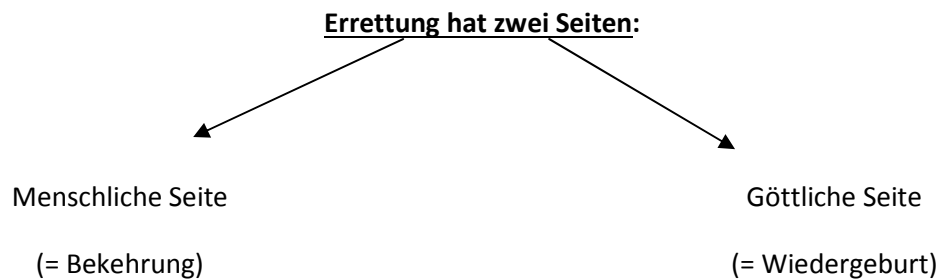 Errettung hat zwei Seiten:
Menschliche Seite
Göttliche Seite
(= Bekehrung)
(= Wiedergeburt)